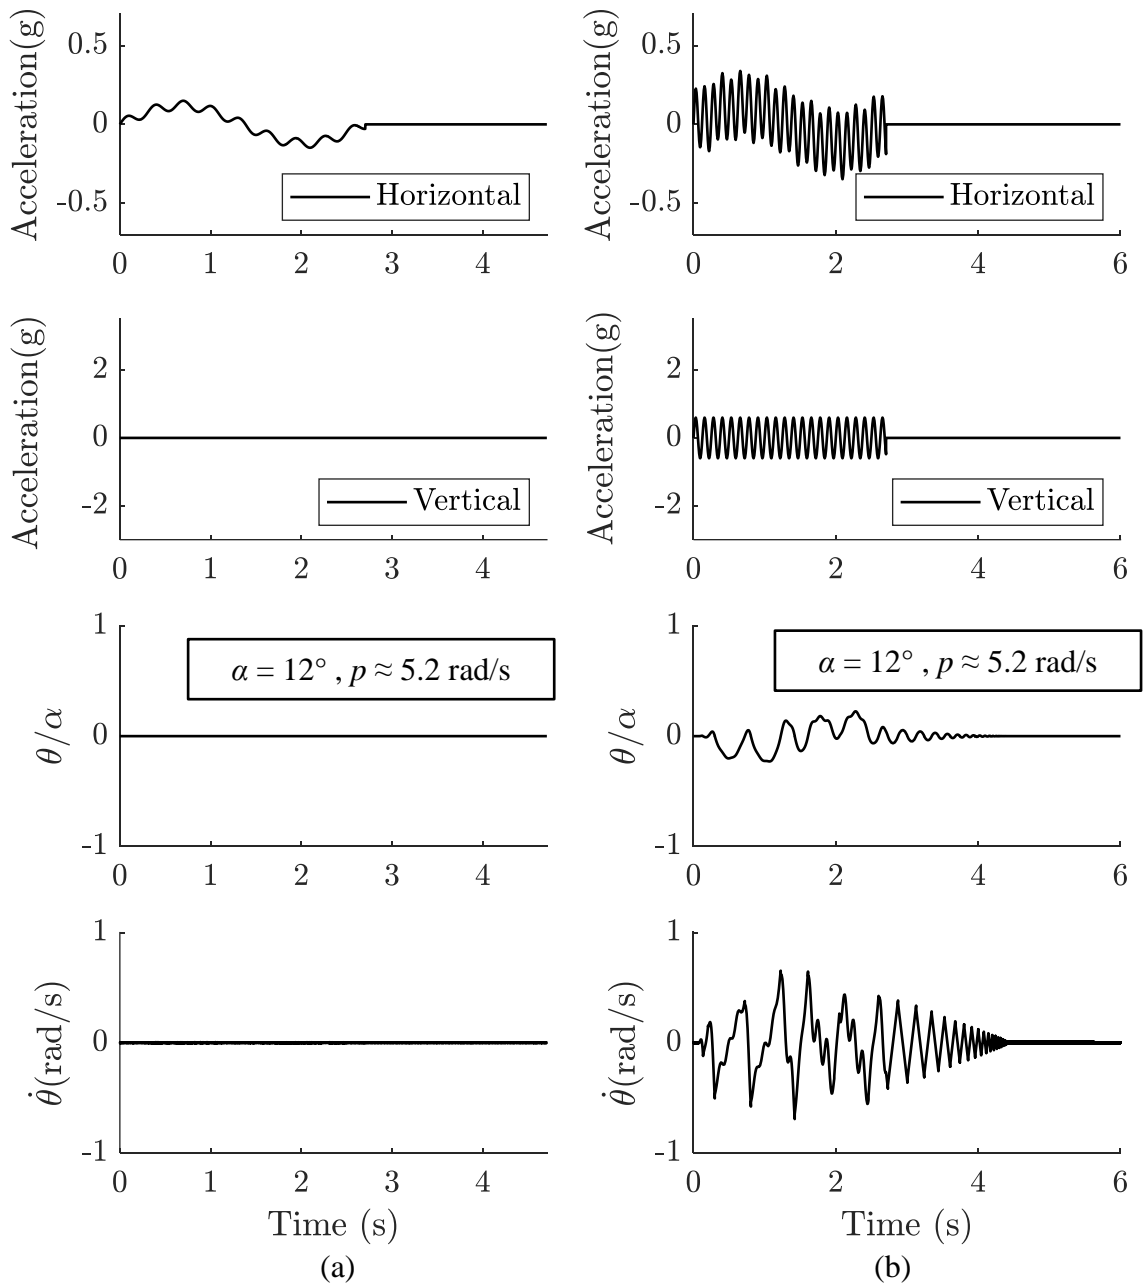 Acceleration(g)
0.5
0
-0.5
Horizontal
0 1 2 3 4
Acceleration(g)
0.5
0
-0.5
Horizontal
0 2 4 6
Acceleration(g)
2
0
-2
Vertical
0 1 2 3 4
Acceleration(g)
2
0
-2
Vertical
0 2 4 6
θ/α
1
0
-1
α = 12° , p ≈ 5.2 rad/s
0 1 2 3 4
θ/α
1
0
-1
α = 12° , p ≈ 5.2 rad/s
0 2 4 6
θ̇(rad/s)
1
0
-1
0 1 2 3 4
Time (s)
(a)
θ̇(rad/s)
1
0
-1
0 2 4 6
Time (s)
(b)